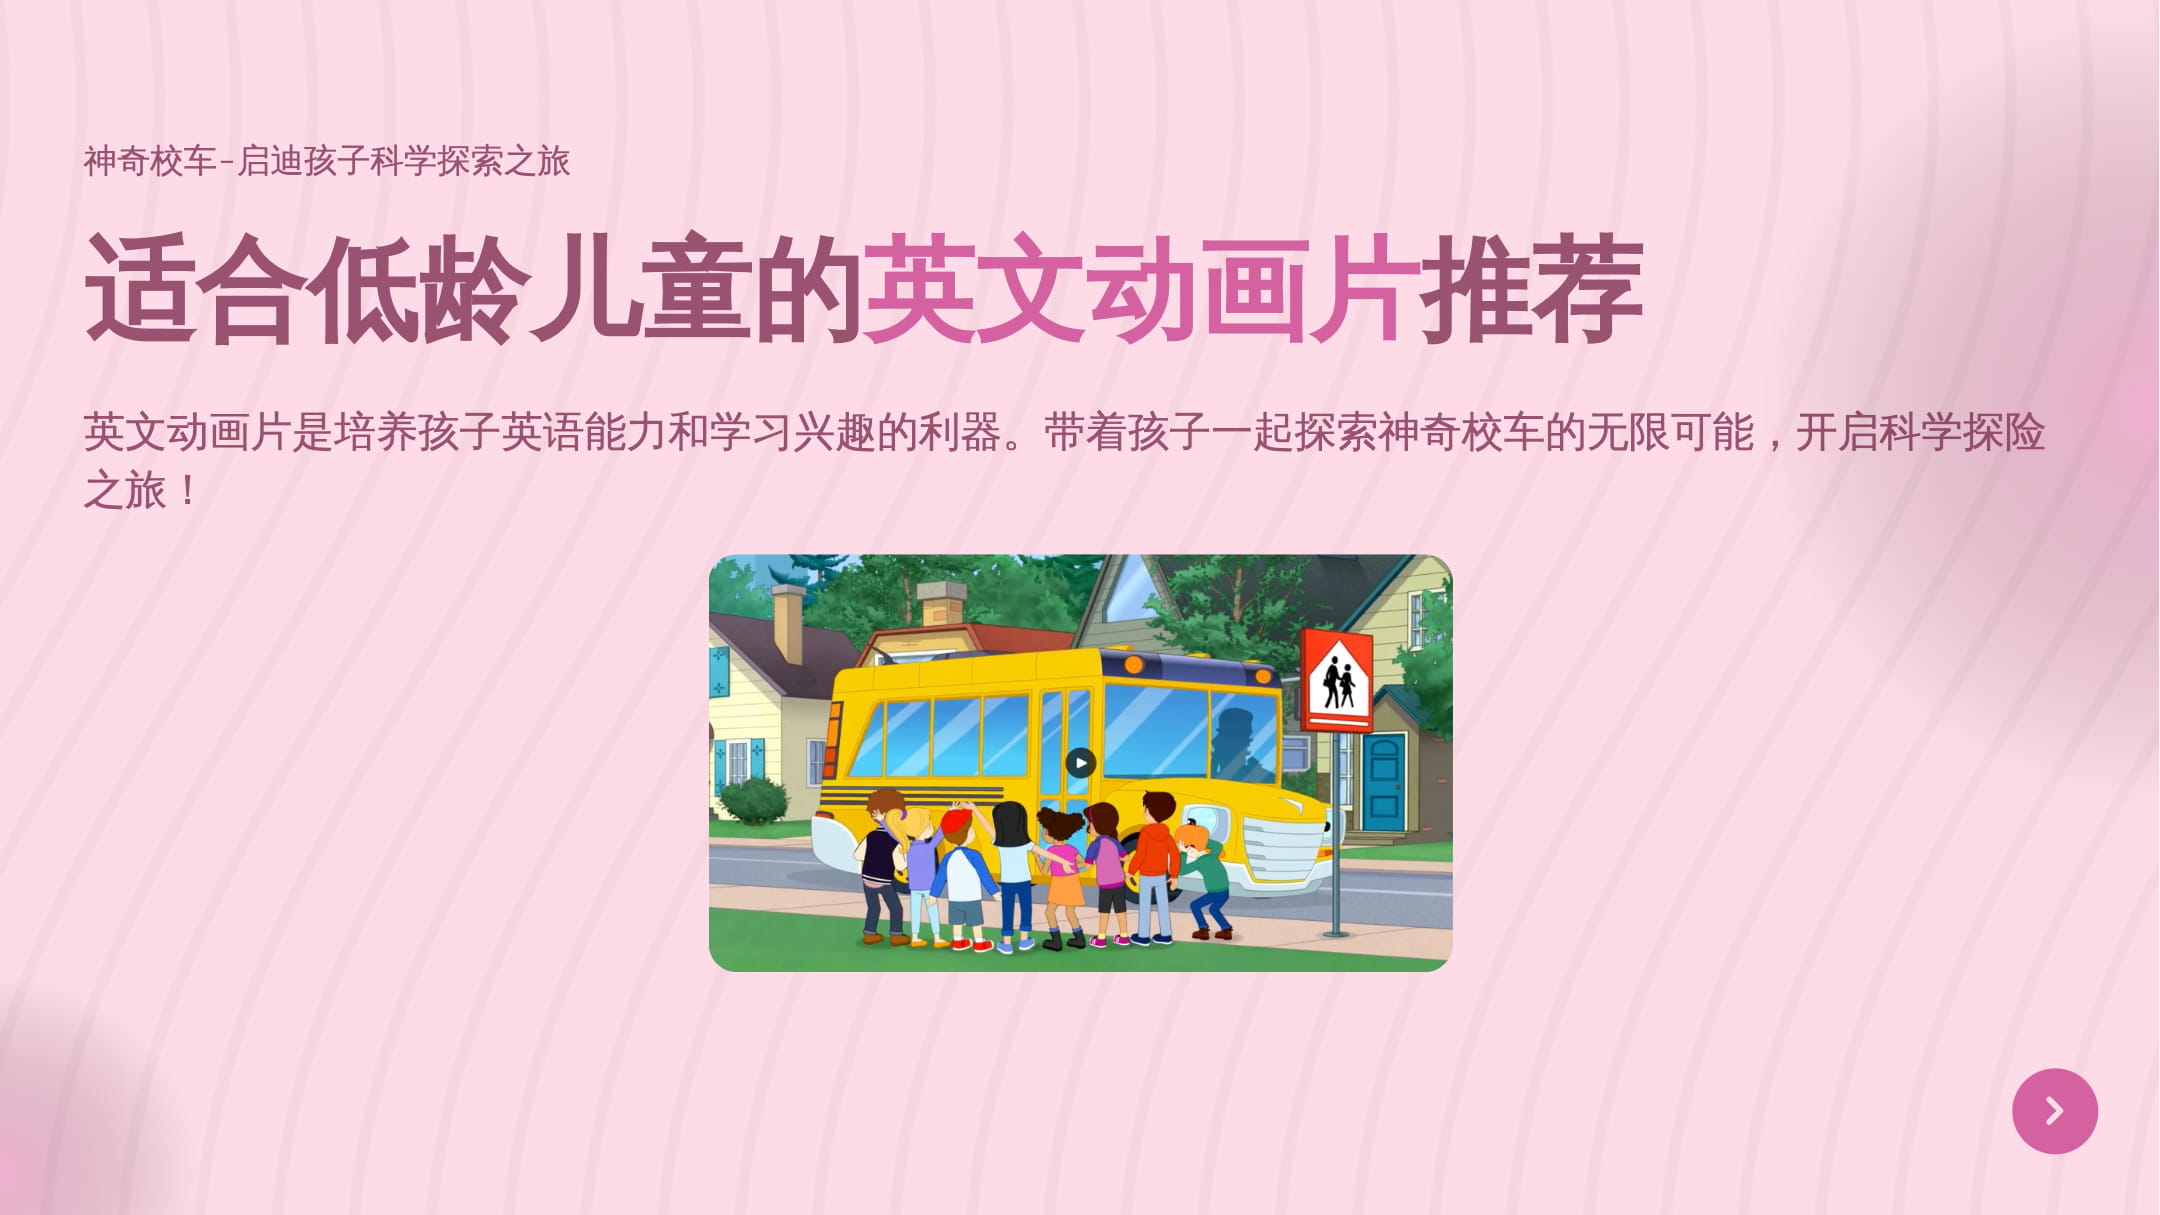 神奇校车-启迪孩子科学探索之旅
适合低龄儿童的英文动画片推荐
英文动画片是培养孩子英语能力和学习兴趣的利器。带着孩子一起探索神奇校车的无限可能，开启科学探险
之旅！